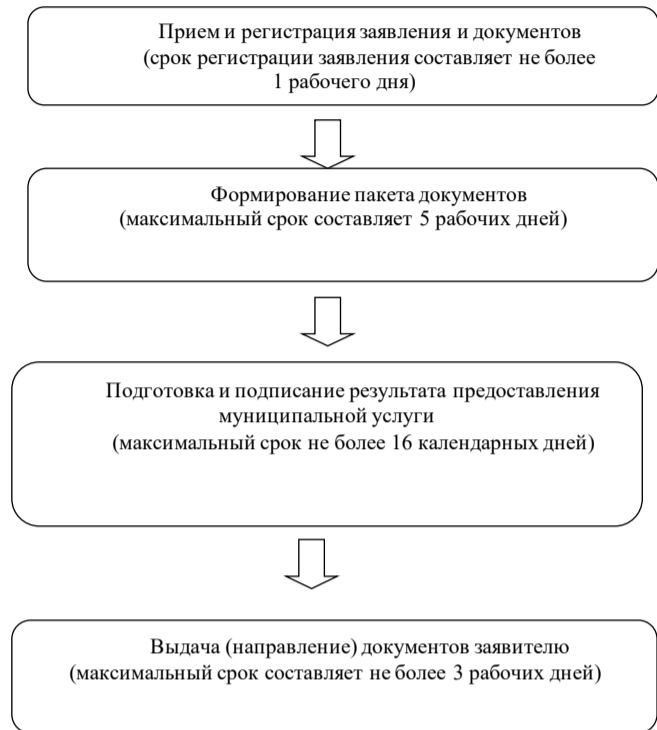 Прием и регистрация заявления и документов
(срок регистрации заявления составляет не более
1 рабочего дня)
Формирование пакета документов
(максимальный срок составляет 5 рабочих дней)
Подготовка и подписание результата предоставления
муниципальной услуги
(максимальный срок не более 16 календарных дней)
Выдача (направление) документов заявителю
(максимальный срок составляет не более 3 рабочих дней)